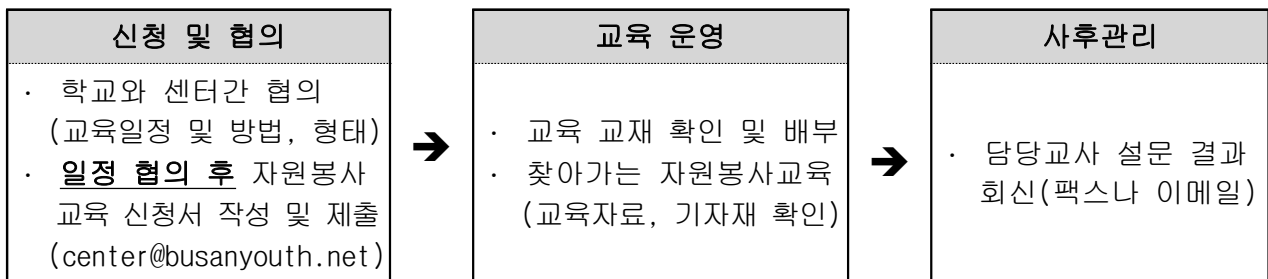 신청 및 협의
· 학교와 센터간 협의
(교육일정 및 방법, 형태)
· 일정 협의 후 자원봉사
교육 신청서 작성 및 제출
(center@busanyouth.net)
➔
교육 운영
· 교육 교재 확인 및 배부
· 찾아가는 자원봉사교육
(교육자료, 기자재 확인)
➔
사후관리
· 담당교사 설문 결과
회신(팩스나 이메일)